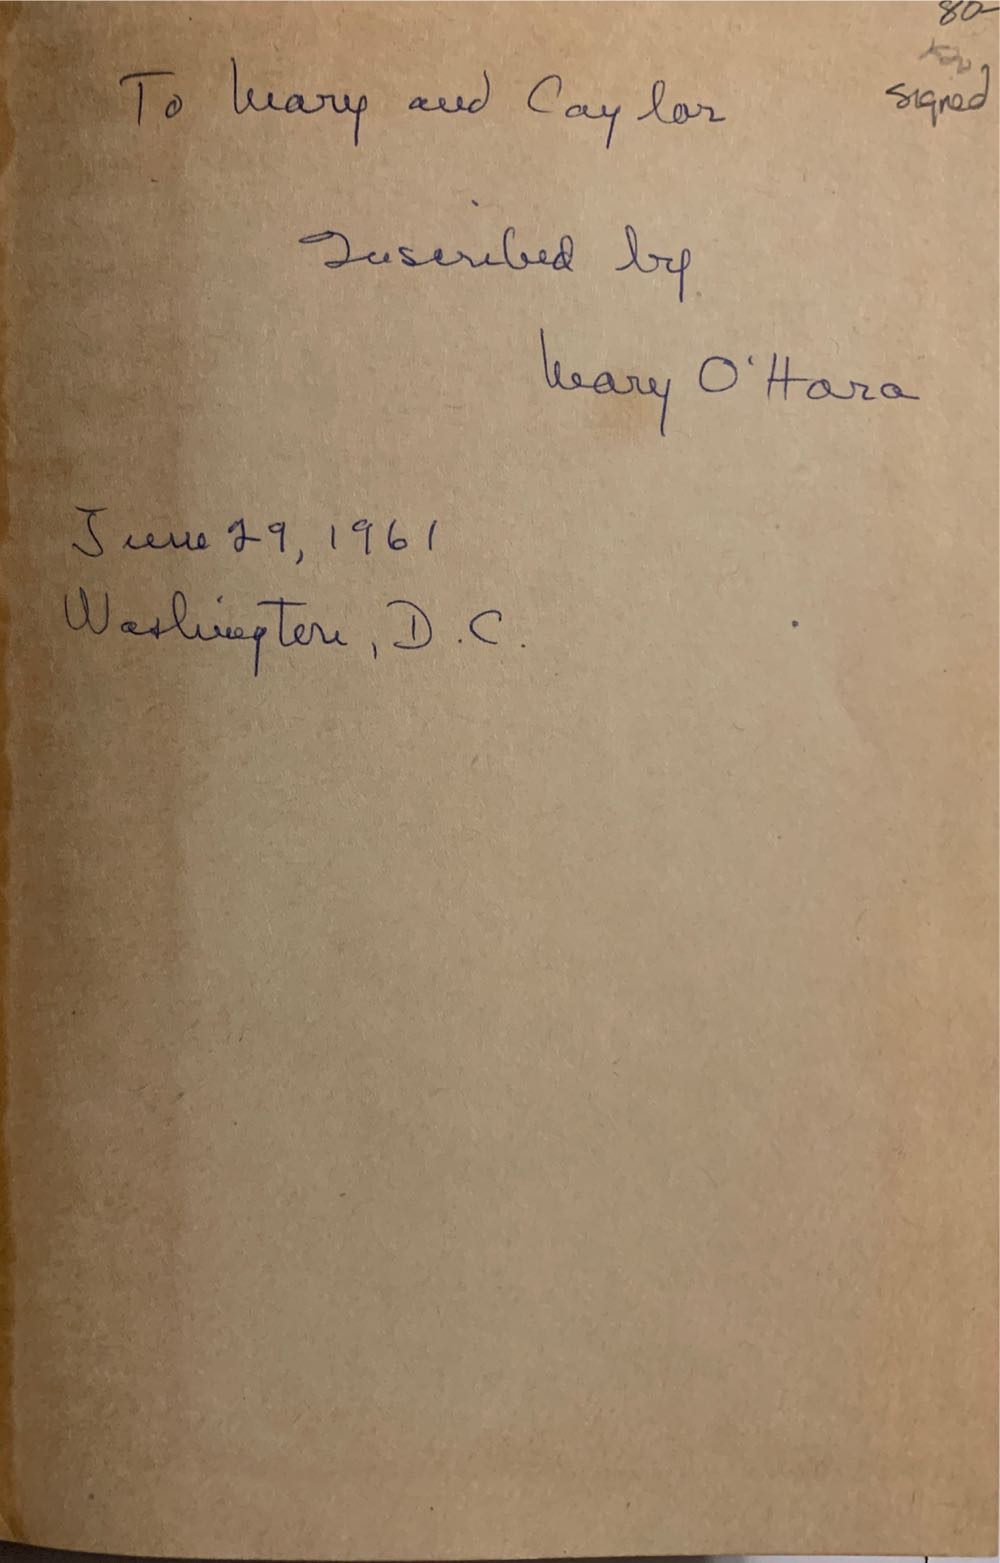 80-
signed
To Mary and Caylor
Inscribed by
Mary O'Hara
June 29, 1961
Washington, D.C.